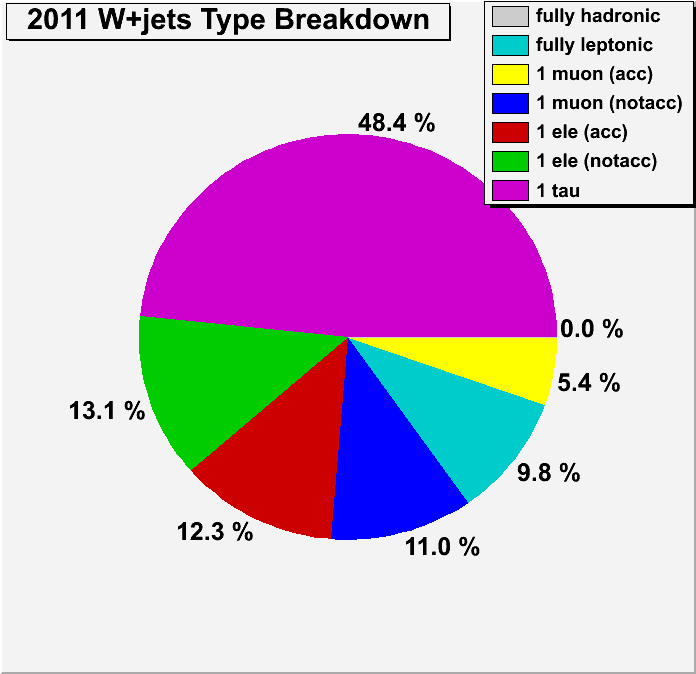 2011 W+jets Type Breakdown
fully hadronic
fully leptonic
1 muon (acc)
1 muon (notacc)
1 ele (acc)
1 ele (notacc)
1 tau
48.4 %
0.0 %
5.4 %
9.8 %
11.0 %
12.3 %
13.1 %